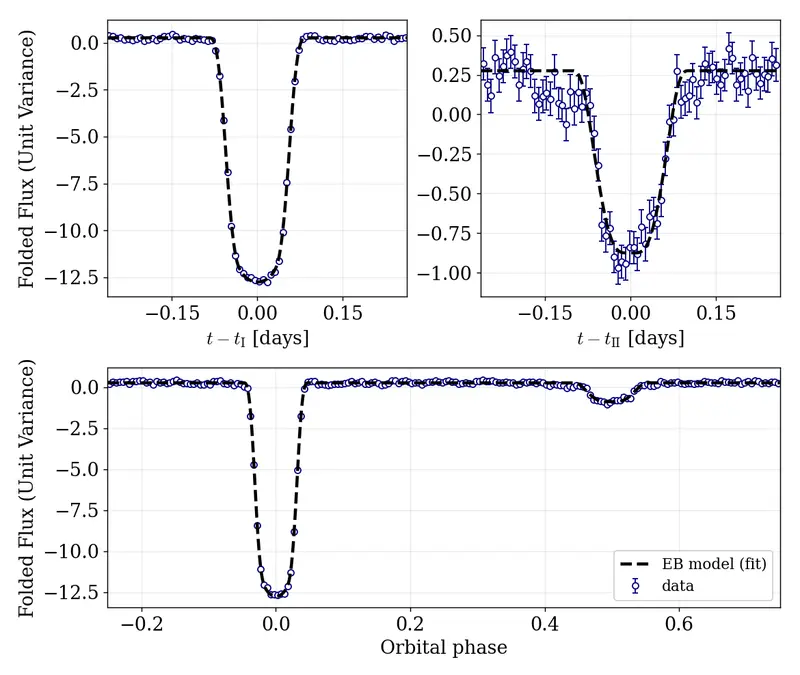 Folded Flux (Unit Variance)
0.0
−2.5
−5.0
−7.5
−10.0
−12.5
−0.15 0.00 0.15
t − tI [days]
0.50
0.25
0.00
−0.25
−0.50
−0.75
−1.00
−0.15 0.00 0.15
t − tII [days]
Folded Flux (Unit Variance)
0.0
−2.5
−5.0
−7.5
−10.0
−12.5
−0.2 0.0 0.2 0.4 0.6
Orbital phase
EB model (fit)
data